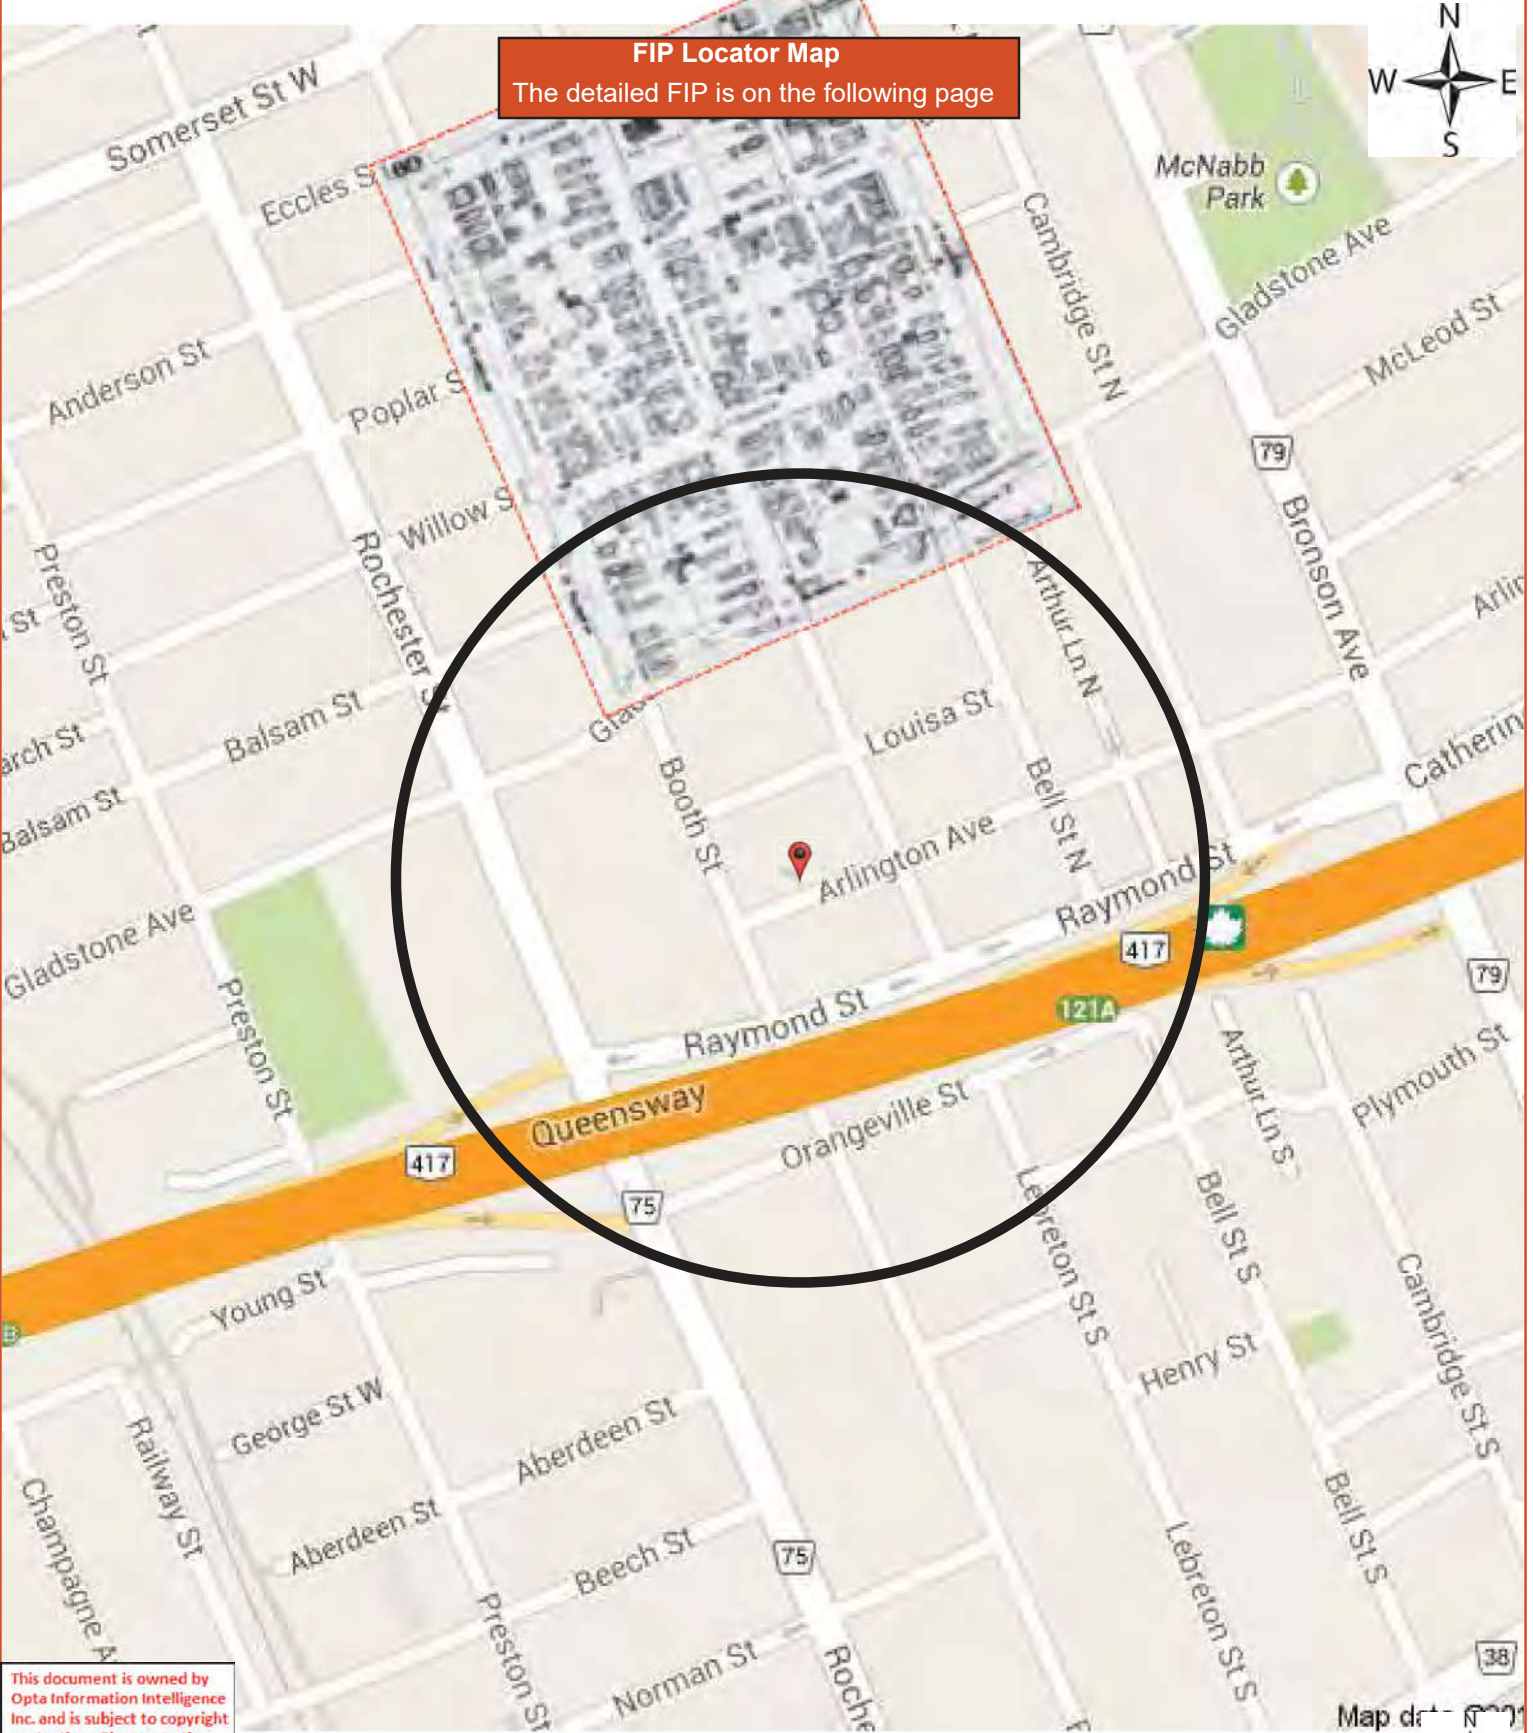 FIP Locator Map
The detailed FIP is on the following page
N
W E
S
Somerset St W
McNabb
Park
Eccles S
Cambridge St N
Gladstone Ave
McLeod St
Anderson St
Poplar S
79
Willow S
Bronson Ave
Preston St
Rochester S
St
Arthur Ln N
Balsam St
Louisa St
Balsam St
Booth St
Bell St N
Arlington Ave
Raymond St
417
Gladstone Ave
121A
79
Preston St
Raymond St
Queensway
Arthur Ln S
Plymouth St
Orangeville St
417
75
Lebreton St S
Bell St S
Young St
Cambridge St S
Henry St
George St W
Aberdeen St
Railway St
Champagne A
Aberdeen St
Beech St
75
Bell St S
Lebreton St S
Preston St
Norman St
Roche
38
This document is owned by
Opta Information Intelligence
Inc. and is subject to copyright
Map
N